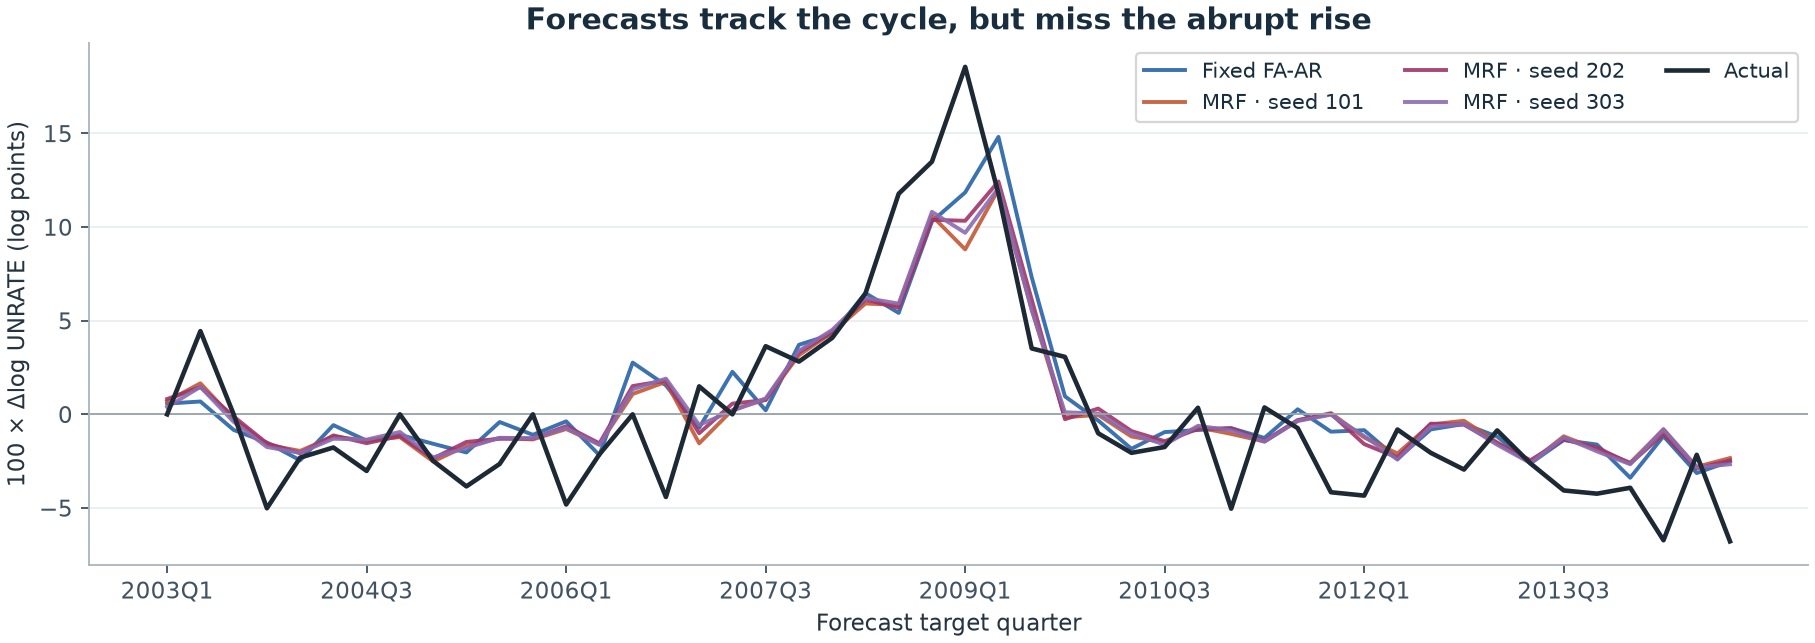 Forecasts track the cycle, but miss the abrupt rise
Fixed FA-AR
MRF · seed 101
MRF · seed 202
MRF · seed 303
Actual
100 × Δlog UNRATE (log points)
15
10
5
0
−5
2003Q1
2004Q3
2006Q1
2007Q3
2009Q1
2010Q3
2012Q1
2013Q3
Forecast target quarter